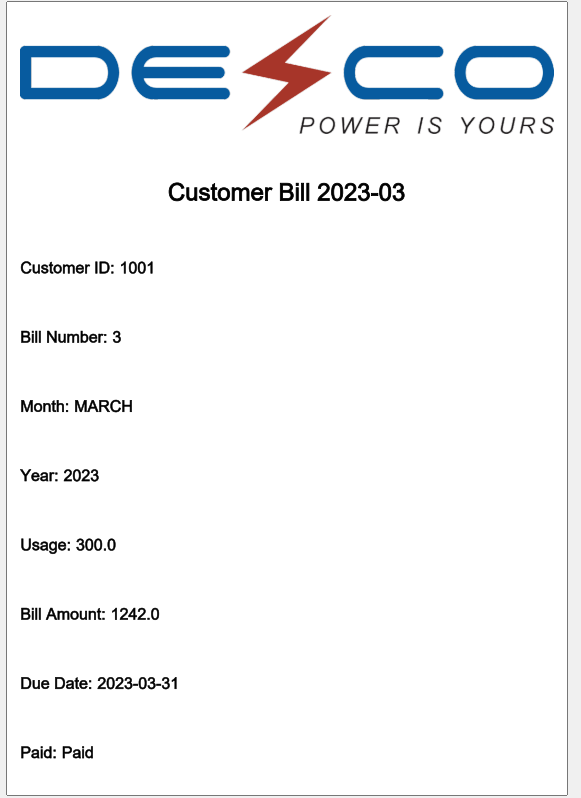 DESCO
POWER IS YOURS
Customer Bill 2023-03
Customer ID: 1001
Bill Number: 3
Month: MARCH
Year: 2023
Usage: 300.0
Bill Amount: 1242.0
Due Date: 2023-03-31
Paid: Paid